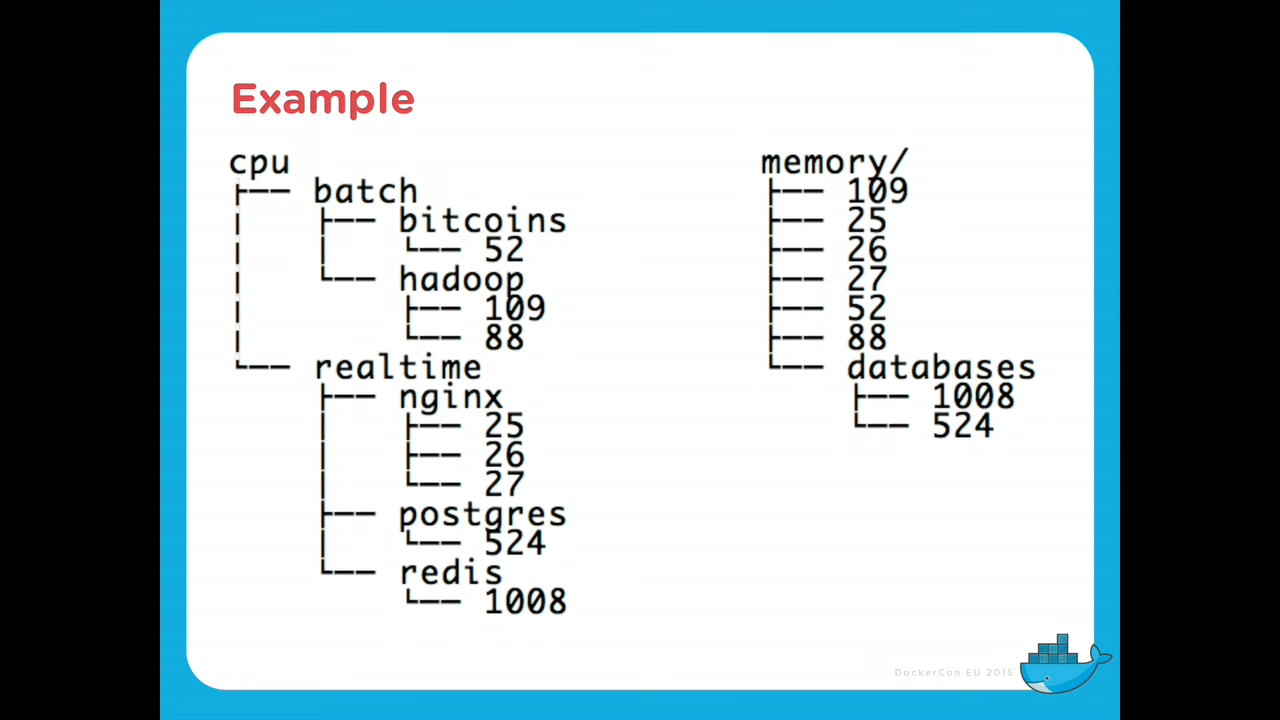 Example
cpu
├── batch
│   ├── bitcoins
│   │   └── 52
│   └── hadoop
│       ├── 109
│       └── 88
└── realtime
    ├── nginx
    │   ├── 25
    │   ├── 26
    │   └── 27
    ├── postgres
    │   └── 524
    └── redis
        └── 1008
memory/
├── 109
├── 25
├── 26
├── 27
├── 52
├── 88
└── databases
    ├── 1008
    └── 524
DockerCon EU 2015